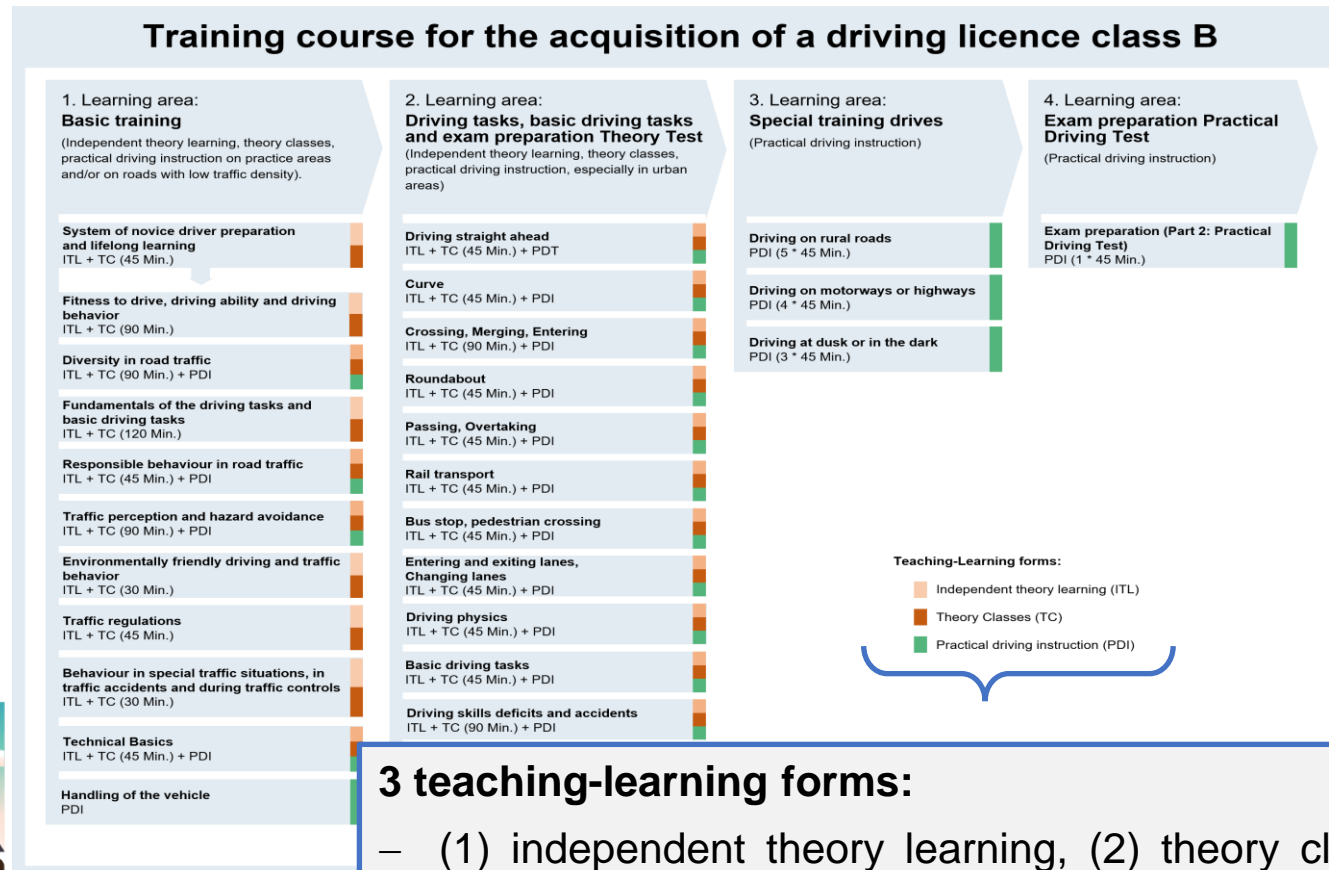 Training course for the acquisition of a driving licence class B
1. Learning area:
Basic training
(Independent theory learning, theory classes,
practical driving instruction on practice areas
and/or on roads with low traffic density).
System of novice driver preparation
and lifelong learning
ITL + TC (45 Min.)
Fitness to drive, driving ability and driving
behavior
ITL + TC (90 Min.)
Diversity in road traffic
ITL + TC (90 Min.) + PDI
Fundamentals of the driving tasks and
basic driving tasks
ITL + TC (120 Min.)
Responsible behaviour in road traffic
ITL + TC (45 Min.) + PDI
Traffic perception and hazard avoidance
ITL + TC (90 Min.) + PDI
Environmentally friendly driving and traffic
behavior
ITL + TC (30 Min.)
Traffic regulations
ITL + TC (45 Min.)
Behaviour in special traffic situations, in
traffic accidents and during traffic controls
ITL + TC (30 Min.)
Technical Basics
ITL + TC (45 Min.) + PDI
Handling of the vehicle
PDI
2. Learning area:
Driving tasks, basic driving tasks
and exam preparation Theory Test
(Independent theory learning, theory classes,
practical driving instruction, especially in urban
areas)
Driving straight ahead
ITL + TC (45 Min.) + PDT
Curve
ITL + TC (45 Min.) + PDI
Crossing, Merging, Entering
ITL + TC (90 Min.) + PDI
Roundabout
ITL + TC (45 Min.) + PDI
Passing, Overtaking
ITL + TC (45 Min.) + PDI
Rail transport
ITL + TC (45 Min.) + PDI
Bus stop, pedestrian crossing
ITL + TC (45 Min.) + PDI
Entering and exiting lanes,
Changing lanes
ITL + TC (45 Min.) + PDI
Driving physics
ITL + TC (45 Min.) + PDI
Basic driving tasks
ITL + TC (45 Min.) + PDI
Driving skills deficits and accidents
ITL + TC (90 Min.) + PDI
3. Learning area:
Special training drives
(Practical driving instruction)
Driving on rural roads
PDI (5 * 45 Min.)
Driving on motorways or highways
PDI (4 * 45 Min.)
Driving at dusk or in the dark
PDI (3 * 45 Min.)
4. Learning area:
Exam preparation Practical
Driving Test
(Practical driving instruction)
Exam preparation (Part 2: Practical
Driving Test)
PDI (1 * 45 Min.)
Teaching-Learning forms:
Independent theory learning (ITL)
Theory Classes (TC)
Practical driving instruction (PDI)
3 teaching-learning forms:
– (1) independent theory learning, (2) theory